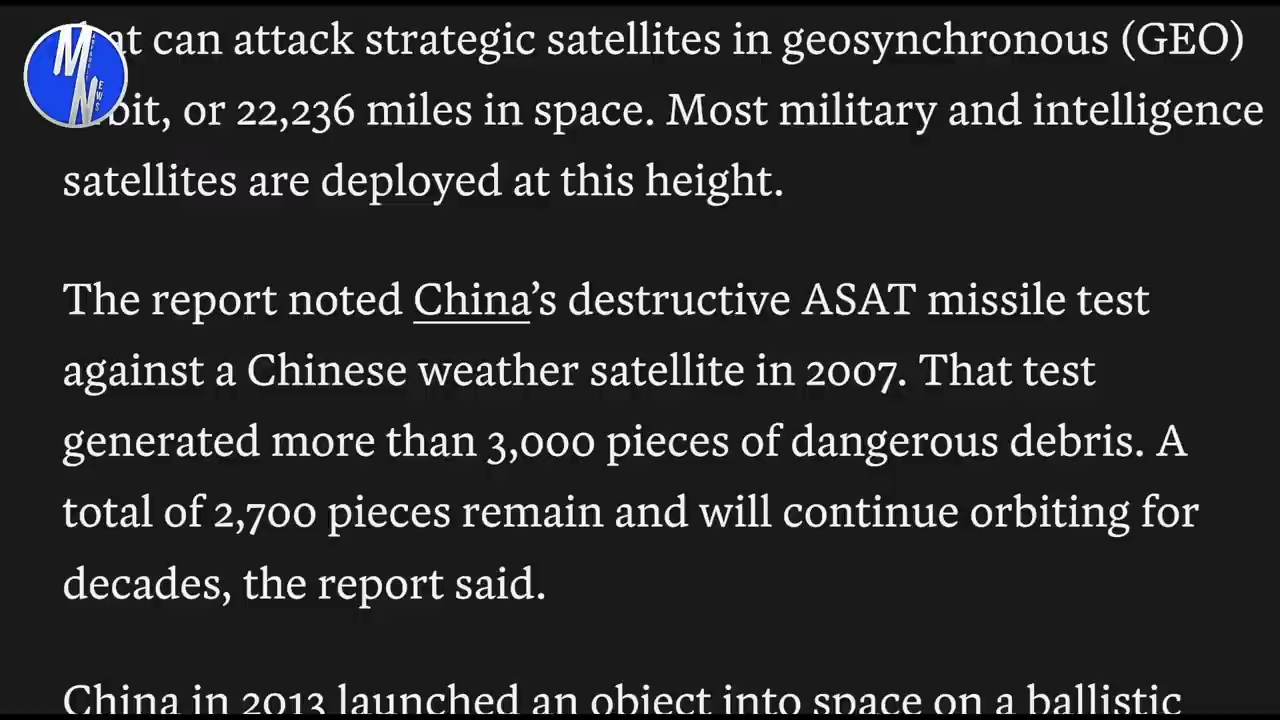 can attack strategic satellites in geosynchronous (GEO)
or 22,236 miles in space. Most military and intelligence
satellites are deployed at this height.
The report noted China’s destructive ASAT missile test
against a Chinese weather satellite in 2007. That test
generated more than 3,000 pieces of dangerous debris. A
total of 2,700 pieces remain and will continue orbiting for
decades, the report said.
China in 2013 launched an object into space on a ballistic